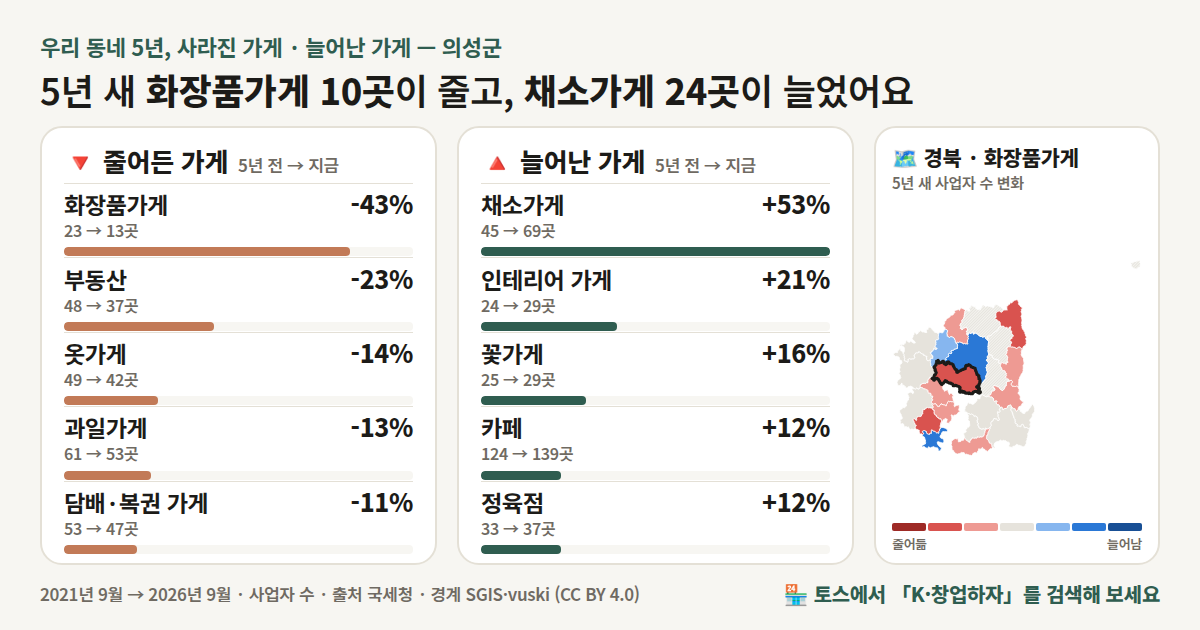 우리 동네 5년, 사라진 가게 · 늘어난 가게 — 의성군
5년 새 화장품가게 10곳이 줄고, 채소가게 24곳이 늘었어요
줄어든 가게 5년 전 → 지금
화장품가게 -43%
23 → 13곳
부동산 -23%
48 → 37곳
옷가게 -14%
49 → 42곳
과일가게 -13%
61 → 53곳
담배·복권 가게 -11%
53 → 47곳
늘어난 가게 5년 전 → 지금
채소가게 +53%
45 → 69곳
인테리어 가게 +21%
24 → 29곳
꽃가게 +16%
25 → 29곳
카페 +12%
124 → 139곳
정육점 +12%
33 → 37곳
경북 · 화장품가게
5년 새 사업자 수 변화
줄어듦 늘어남
2021년 9월 → 2026년 9월 · 사업자 수 · 출처 국세청 · 경계 SGIS·vuski (CC BY 4.0)
토스에서 「K·창업하자」를 검색해 보세요